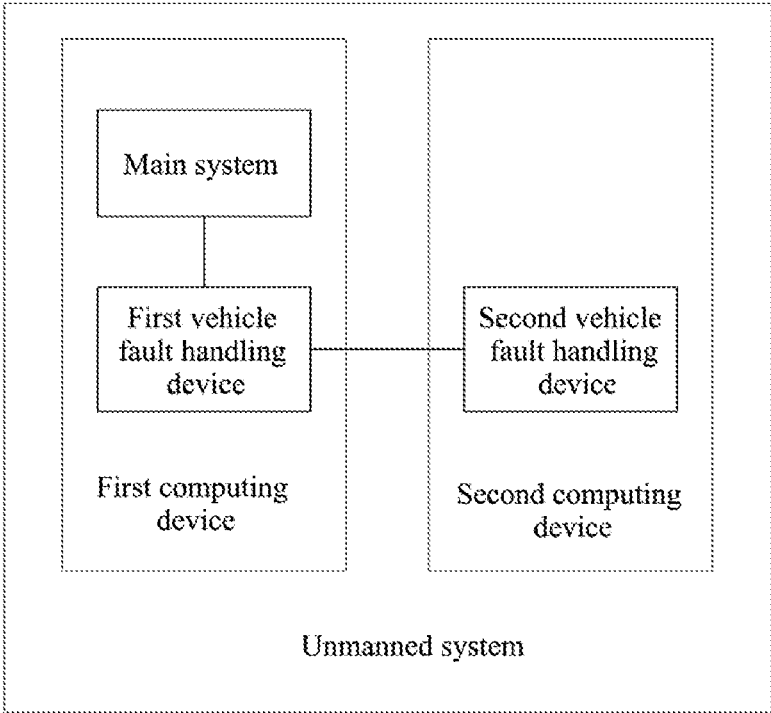 Main system
First vehicle
fault handling
device
First computing
device
Second vehicle
fault handling
device
Second computing
device
Unmanned system